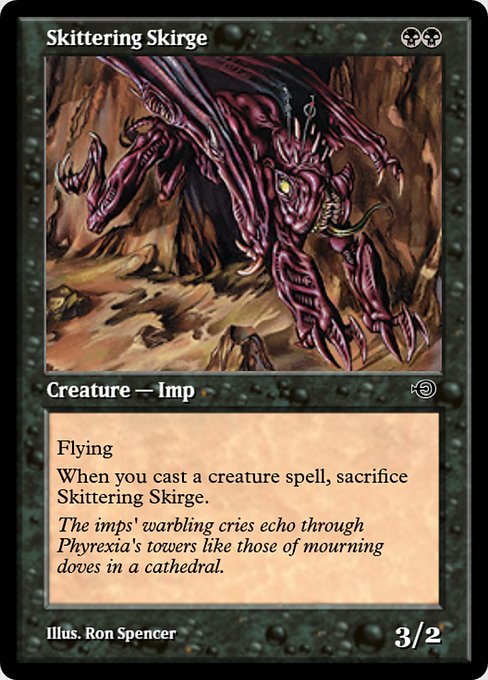 Skittering Skirge
Creature — Imp
Flying
When you cast a creature spell, sacrifice
Skittering Skirge.
The imps' warbling cries echo through
Phyrexia's towers like those of mourning
doves in a cathedral.
Illus. Ron Spencer
3/2